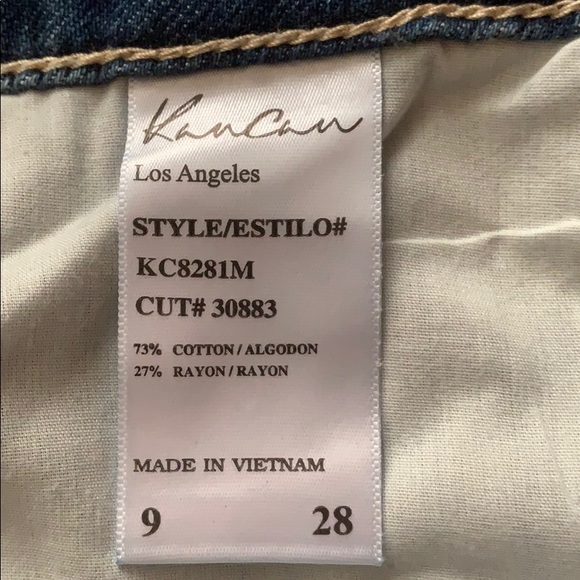 KanCan
Los Angeles
STYLE/ESTILO#
KC8281M
CUT# 30883
73% COTTON / ALGODON
27% RAYON / RAYON
MADE IN VIETNAM
9 28